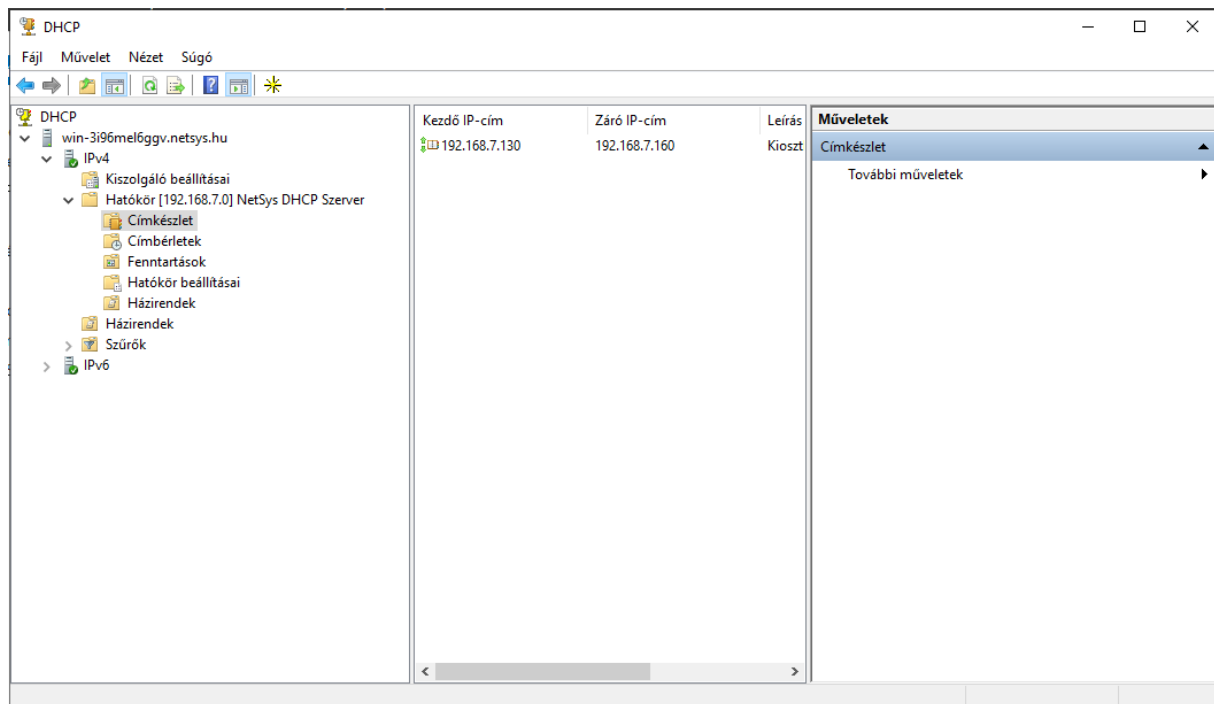 DHCP
Fájl Művelet Nézet Súgó
DHCP
win-3i96mel6ggv.netsys.hu
IPv4
Kiszolgáló beállításai
Hatókör [192.168.7.0] NetSys DHCP Szerver
Címkészlet
Címbérletek
Fenntartások
Hatókör beállításai
Házirendek
Házirendek
Szűrők
IPv6
Kezdő IP-cím Záró IP-cím Leírás
192.168.7.130 192.168.7.160 Kioszt
Műveletek
Címkészlet
További műveletek